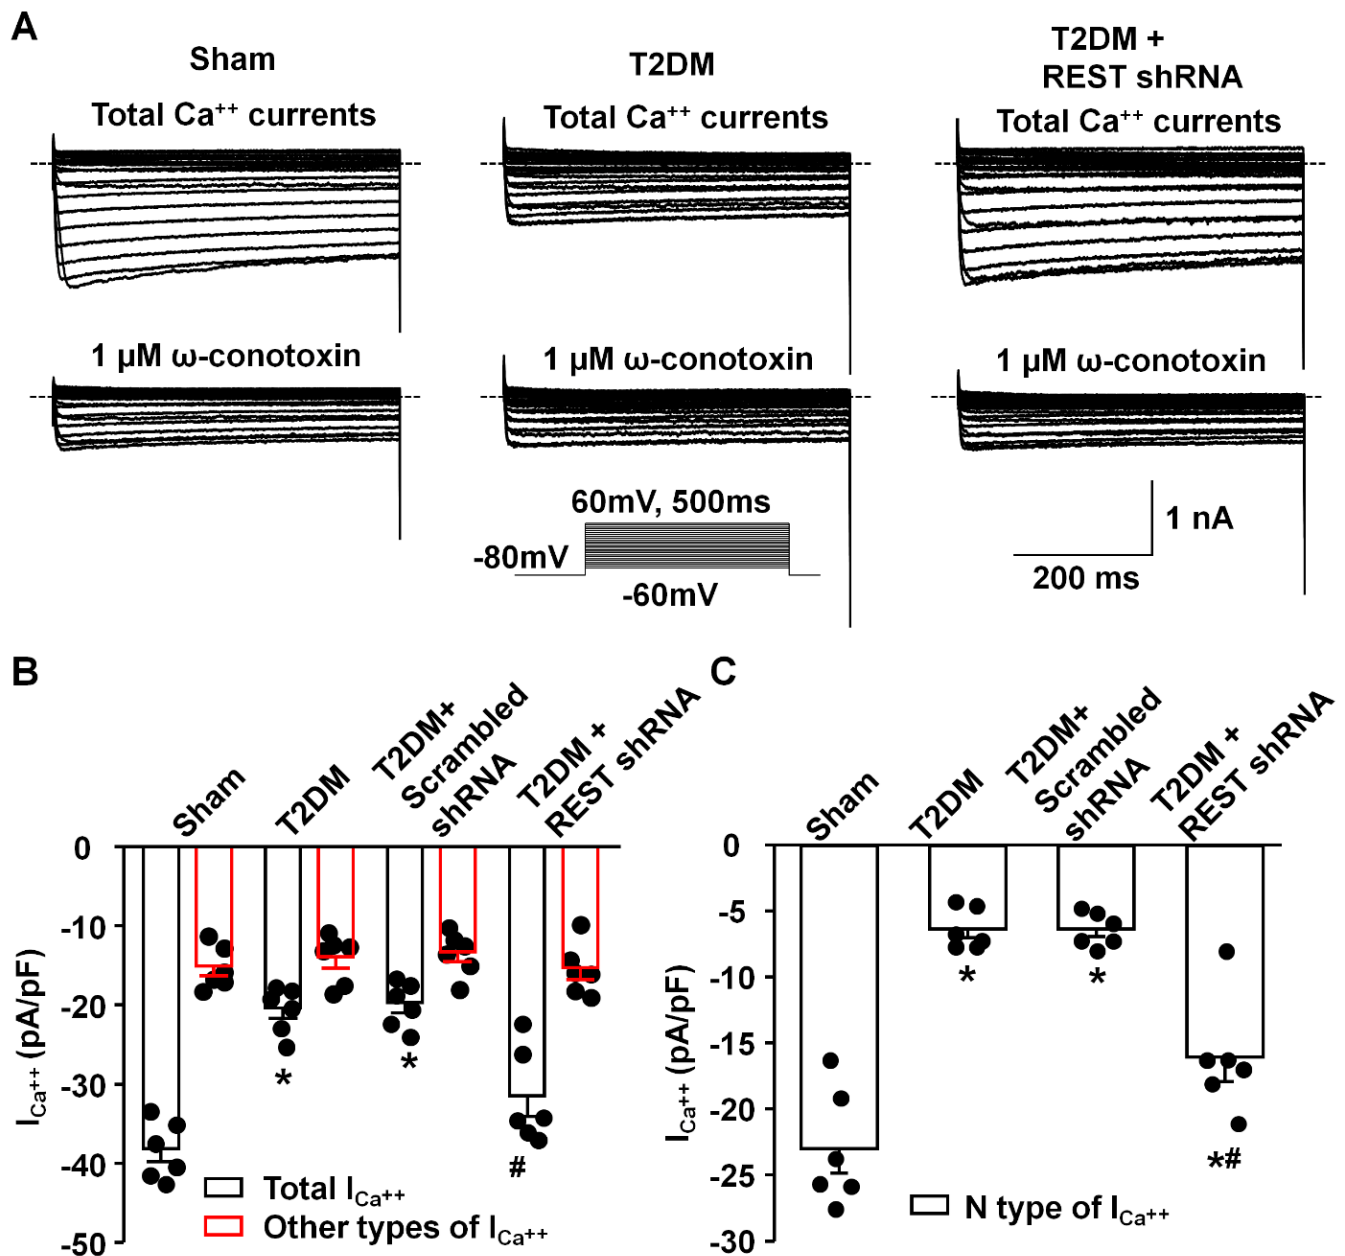 A
Sham
Total Ca++ currents
T2DM
Total Ca++ currents
T2DM +
REST shRNA
Total Ca++ currents
1 µM ω-conotoxin
1 µM ω-conotoxin
1 µM ω-conotoxin
60mV, 500ms
-80mV
-60mV
1 nA
200 ms
B
Sham
T2DM
T2DM+
Scrambled
shRNA
T2DM +
REST shRNA
0
-10
-20
-30
-40
-50
ICa++ (pA/pF)
*
*
#
Total ICa++
Other types of ICa++
C
Sham
T2DM
T2DM+
Scrambled
shRNA
T2DM +
REST shRNA
0
-5
-10
-15
-20
-25
-30
ICa++ (pA/pF)
*
*
*#
N type of ICa++